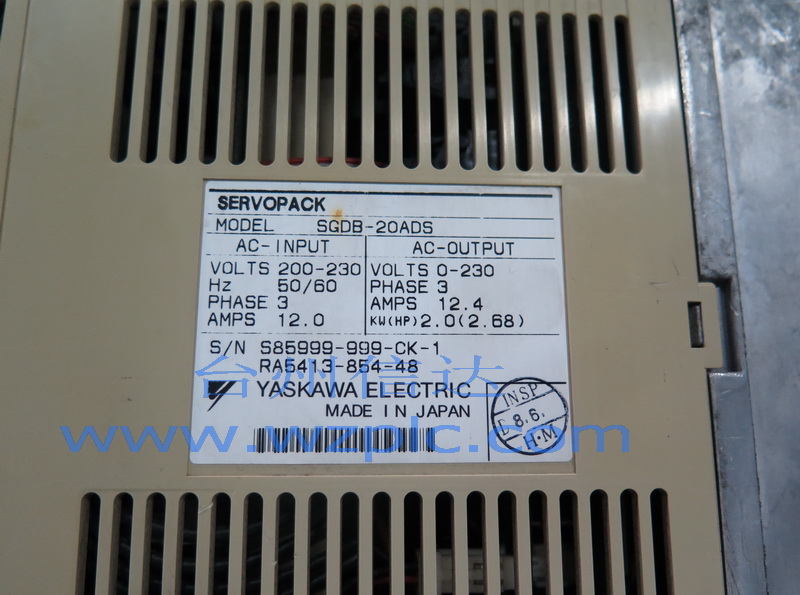 SERVOPACK
MODEL SGDB-20ADS
AC-INPUT AC-OUTPUT
VOLTS 200-230 VOLTS 0-230
Hz 50/60 PHASE 3
PHASE 3 AMPS 12.4
AMPS 12.0 KW(HP) 2.0(2.68)
S/N S85999-999-CK-1
RA5413-854-48
台州信达
YASKAWA ELECTRIC
MADE IN JAPAN
INSP.
8.6.
H.M
www.wzplc.com